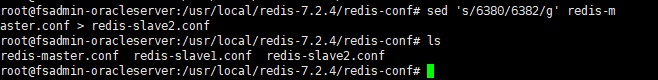 root@fsadmin-oracleserver:/usr/local/redis-7.2.4/redis-conf# sed 's/6380/6382/g' redis-m
aster.conf > redis-slave2.conf
root@fsadmin-oracleserver:/usr/local/redis-7.2.4/redis-conf# ls
redis-master.conf  redis-slave1.conf  redis-slave2.conf
root@fsadmin-oracleserver:/usr/local/redis-7.2.4/redis-conf#